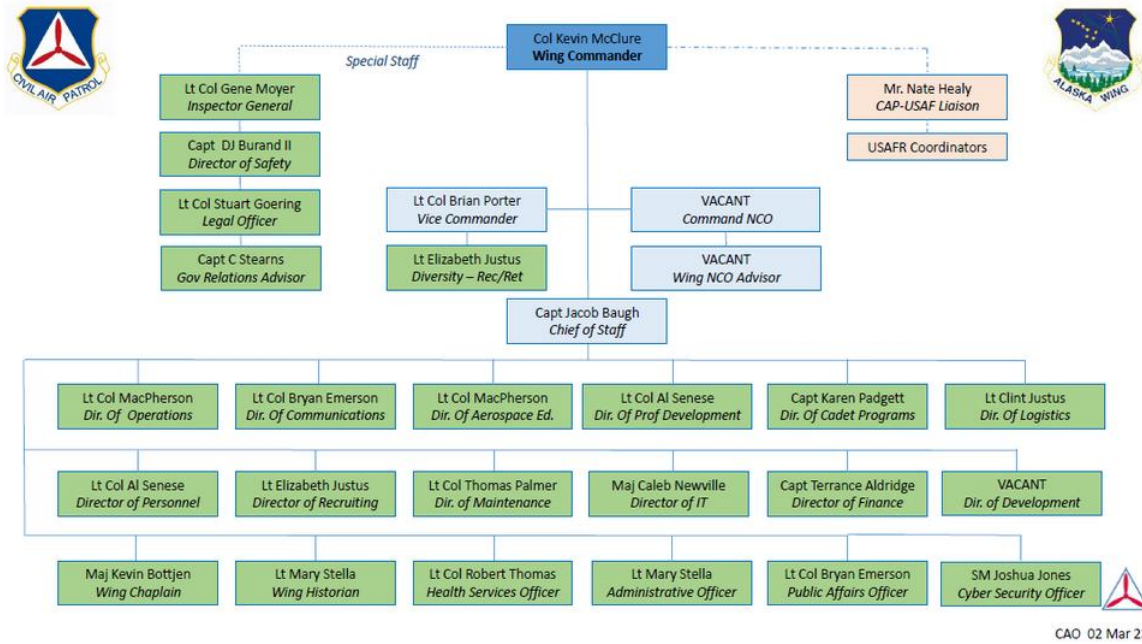 CIVIL AIR PATROL
Col Kevin McClure
Wing Commander
ALASKA WING
Special Staff
Lt Col Gene Moyer
Inspector General
Mr. Nate Healy
CAP-USAF Liaison
Capt DJ Burand II
Director of Safety
USAFR Coordinators
Lt Col Stuart Goering
Legal Officer
Lt Col Brian Porter
Vice Commander
VACANT
Command NCO
Capt C Stearns
Gov Relations Advisor
Lt Elizabeth Justus
Diversity – Rec/Ret
VACANT
Wing NCO Advisor
Capt Jacob Baugh
Chief of Staff
Lt Col MacPherson
Dir. Of Operations
Lt Col Bryan Emerson
Dir. Of Communications
Lt Col MacPherson
Dir. Of Aerospace Ed.
Lt Col Al Senese
Dir. Of Prof Development
Capt Karen Padgett
Dir. Of Cadet Programs
Lt Clint Justus
Dir. Of Logistics
Lt Col Al Senese
Director of Personnel
Lt Elizabeth Justus
Director of Recruiting
Lt Col Thomas Palmer
Dir. of Maintenance
Maj Caleb Newville
Director of IT
Capt Terrance Aldridge
Director of Finance
VACANT
Dir. of Development
Maj Kevin Bottjen
Wing Chaplain
Lt Mary Stella
Wing Historian
Lt Col Robert Thomas
Health Services Officer
Lt Mary Stella
Administrative Officer
Lt Col Bryan Emerson
Public Affairs Officer
SM Joshua Jones
Cyber Security Officer
CAO 02 Mar 2